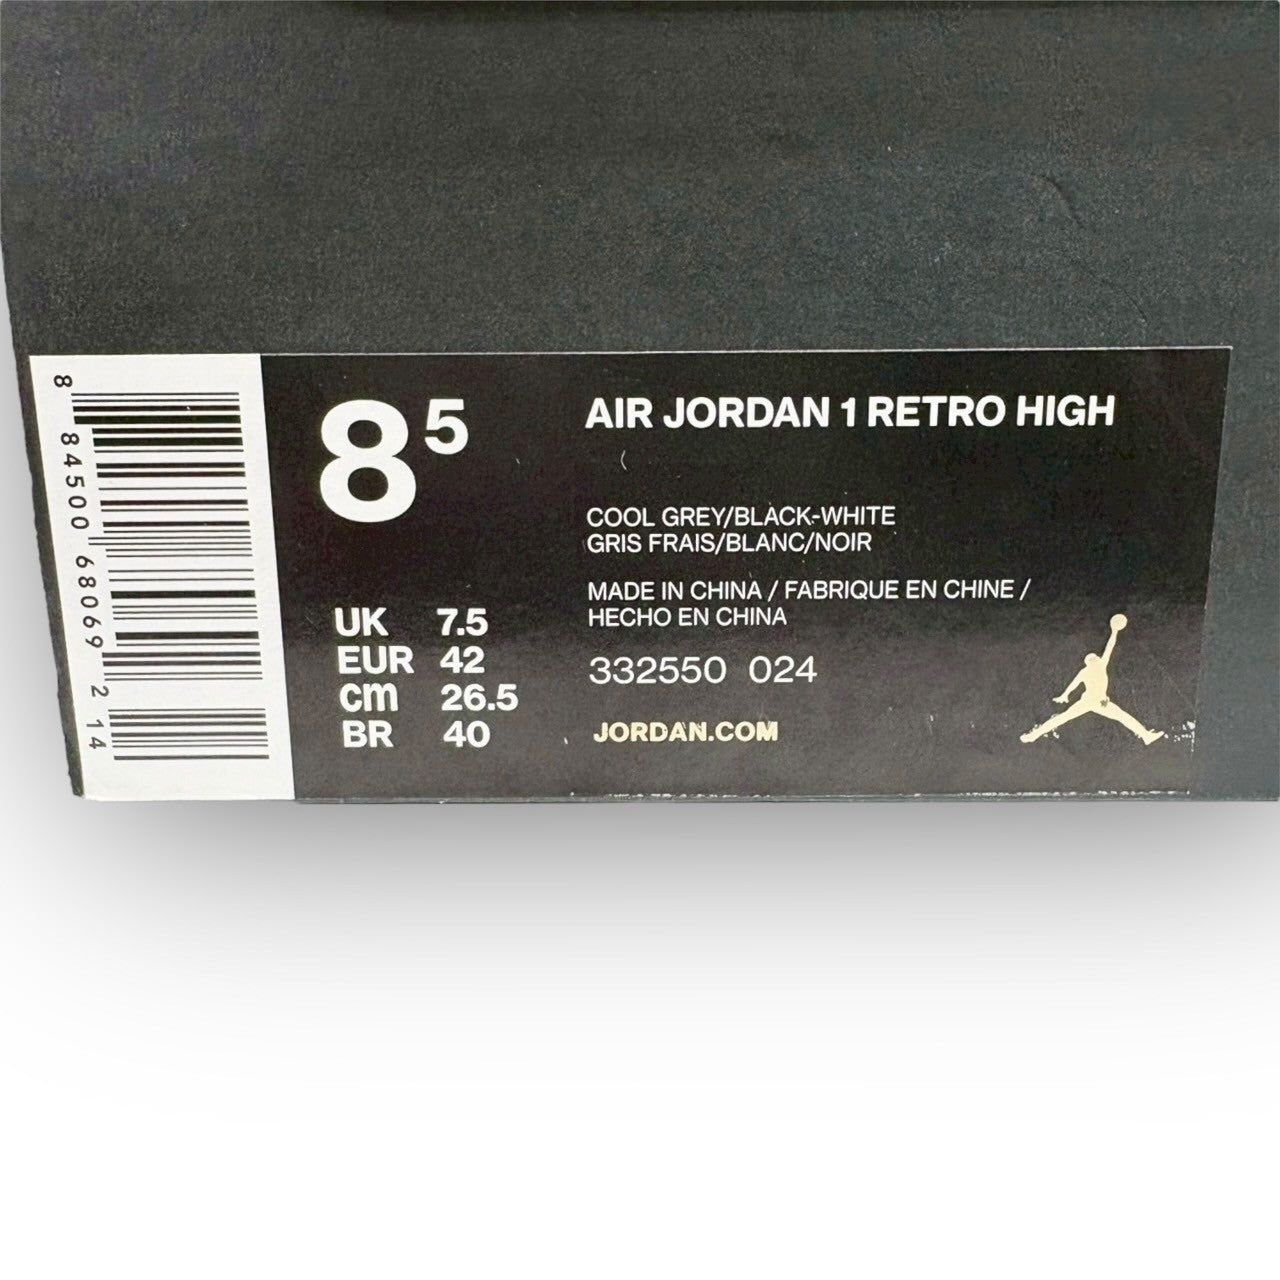 8 84500 68069 2 14
8 5
UK 7.5
EUR 42
cm 26.5
BR 40
AIR JORDAN 1 RETRO HIGH
COOL GREY/BLACK-WHITE
GRIS FRAIS/BLANC/NOIR
MADE IN CHINA / FABRIQUE EN CHINE /
HECHO EN CHINA
332550 024
JORDAN.COM